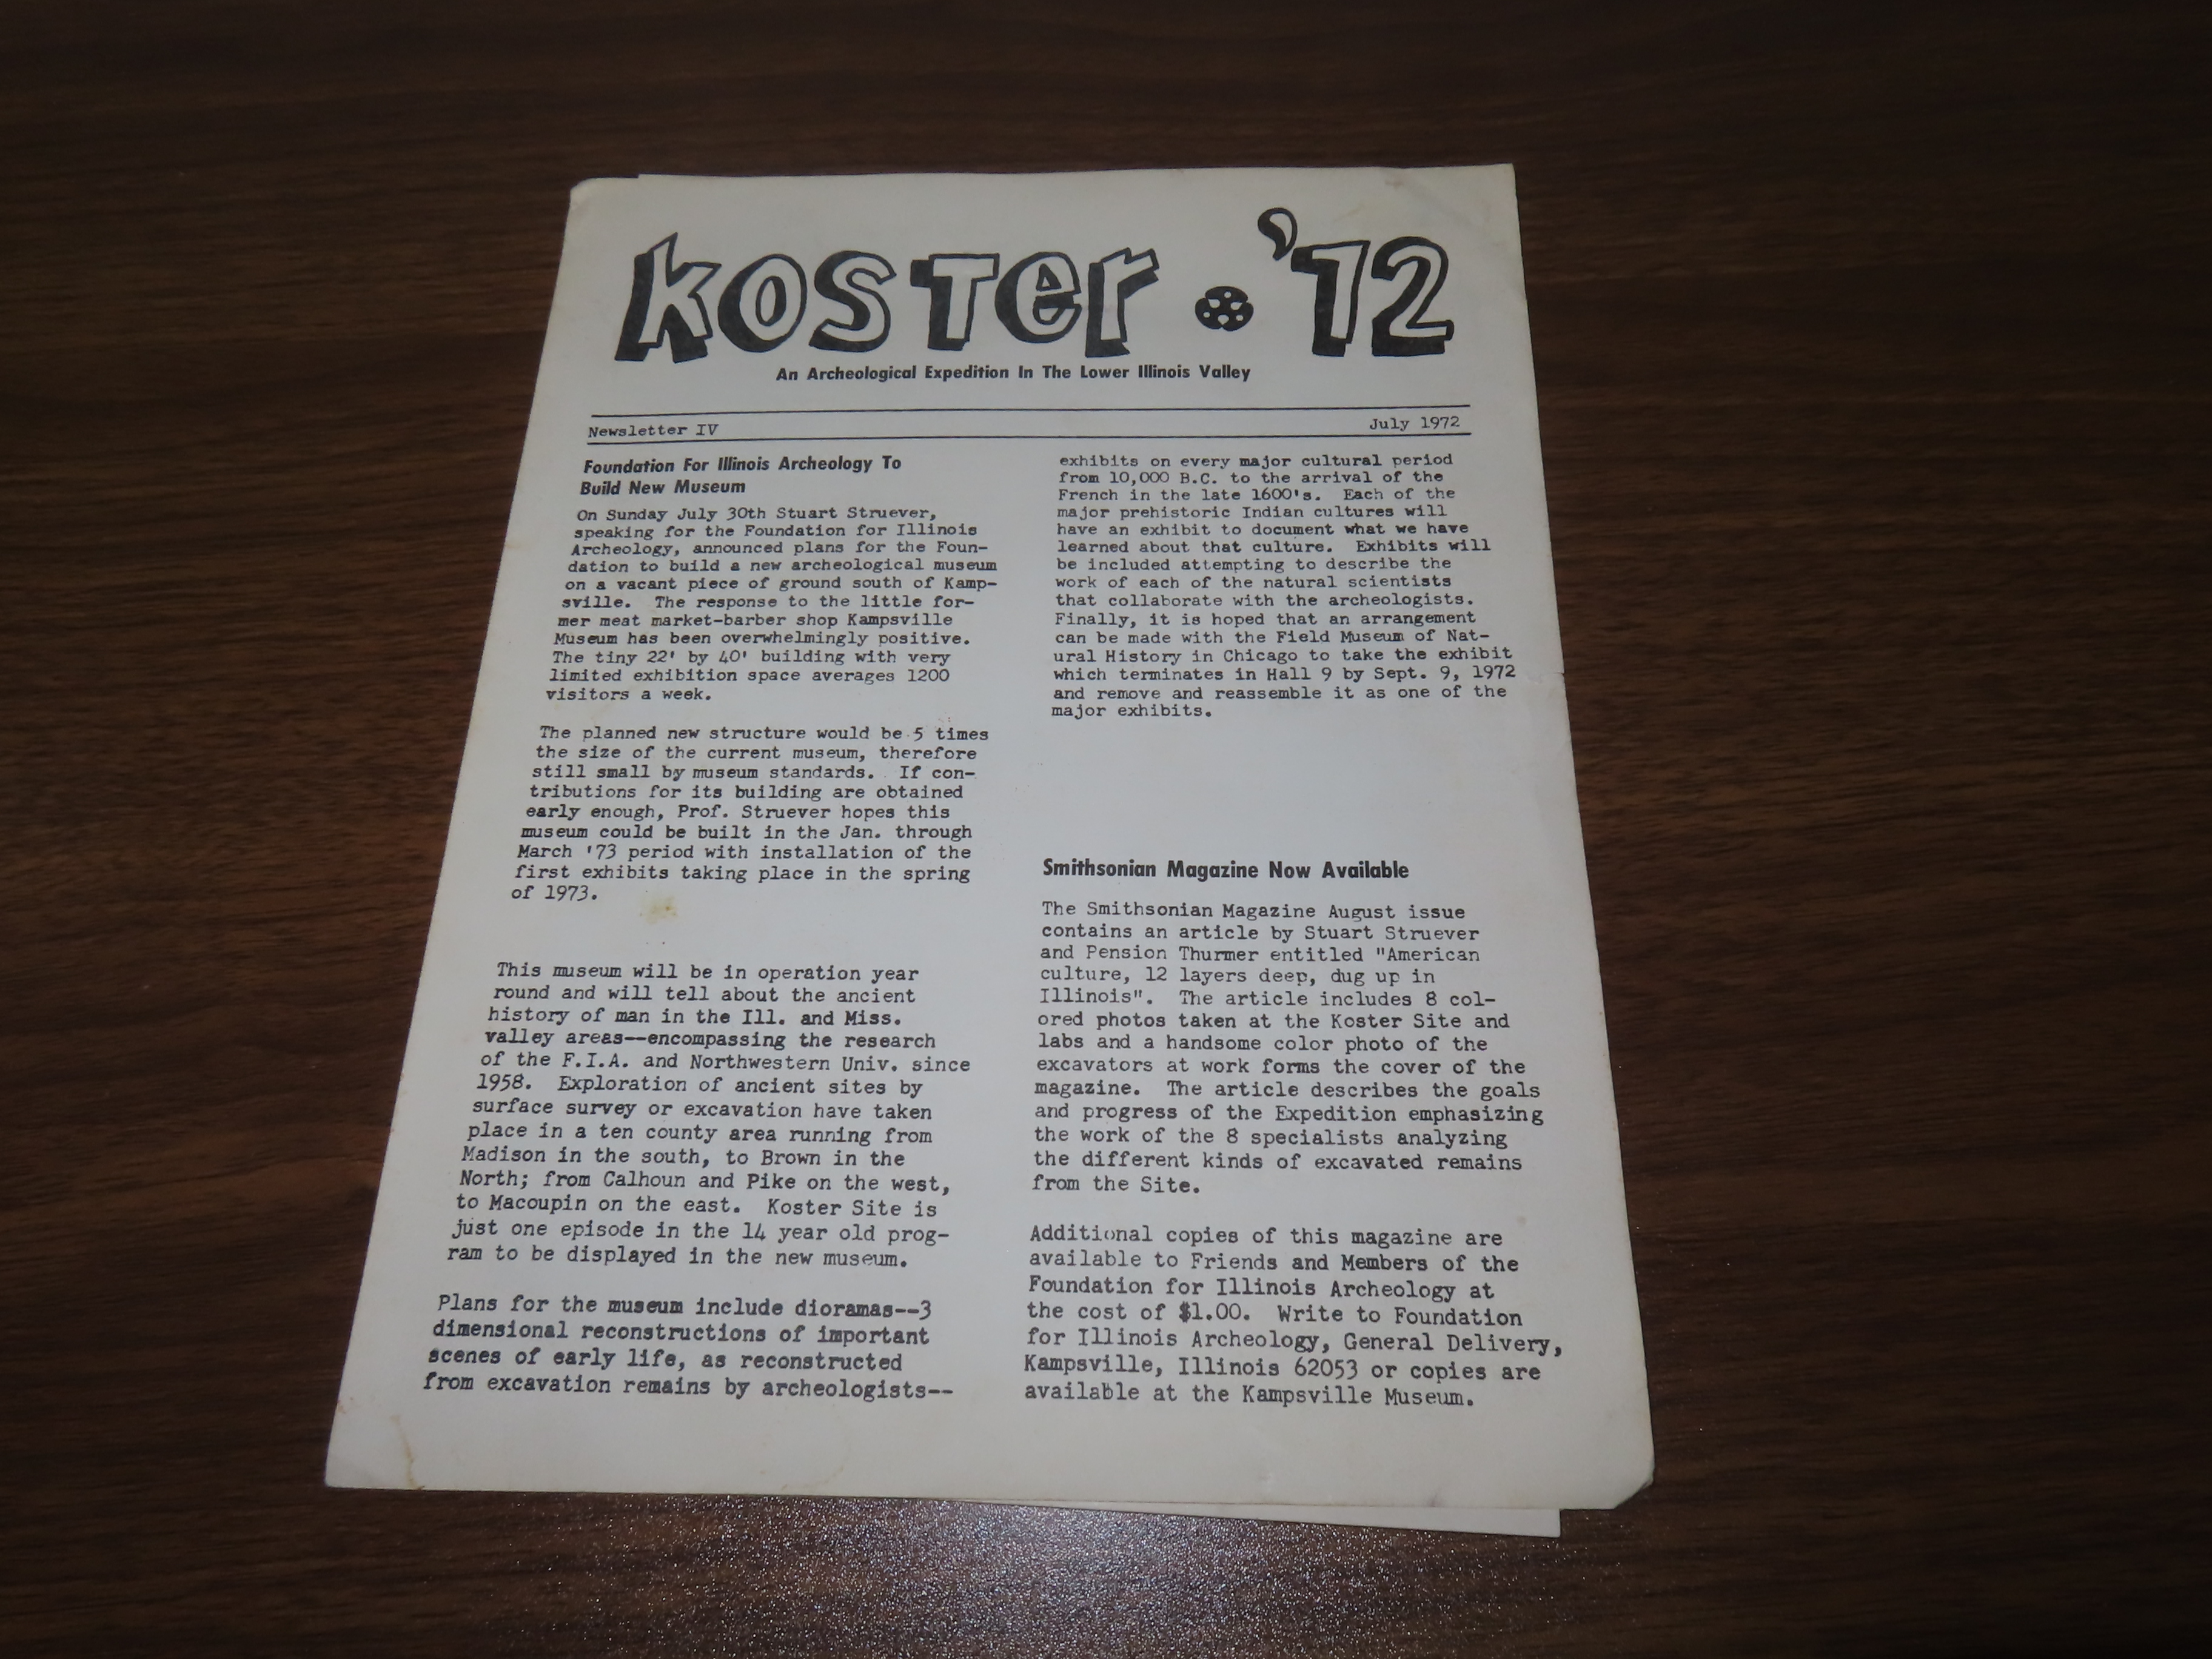 Koster • '72
An Archeological Expedition In The Lower Illinois Valley
Newsletter IV
July 1972
Foundation For Illinois Archeology To
Build New Museum
On Sunday July 30th Stuart Struever,
speaking for the Foundation for Illinois
Archeology, announced plans for the Foun-
dation to build a new archeological museum
on a vacant piece of ground south of Kamp-
sville. The response to the little for-
mer meat market-barber shop Kampsville
Museum has been overwhelmingly positive.
The tiny 22' by 40' building with very
limited exhibition space averages 1200
visitors a week.
The planned new structure would be 5 times
the size of the current museum, therefore
still small by museum standards. If con-
tributions for its building are obtained
early enough, Prof. Struever hopes this
museum could be built in the Jan. through
March '73 period with installation of the
first exhibits taking place in the spring
of 1973.
This museum will be in operation year
round and will tell about the ancient
history of man in the Ill. and Miss.
valley areas--encompassing the research
of the F.I.A. and Northwestern Univ. since
1958. Exploration of ancient sites by
surface survey or excavation have taken
place in a ten county area running from
Madison in the south, to Brown in the
North; from Calhoun and Pike on the west,
to Macoupin on the east. Koster Site is
just one episode in the 14 year old prog-
ram to be displayed in the new museum.
Plans for the museum include dioramas--3
dimensional reconstructions of important
scenes of early life, as reconstructed
from excavation remains by archeologists--
exhibits on every major cultural period
from 10,000 B.C. to the arrival of the
French in the late 1600's. Each of the
major prehistoric Indian cultures will
have an exhibit to document what we have
learned about that culture. Exhibits will
be included attempting to describe the
work of each of the natural scientists
that collaborate with the archeologists.
Finally, it is hoped that an arrangement
can be made with the Field Museum of Nat-
ural History in Chicago to take the exhibit
which terminates in Hall 9 by Sept. 9, 1972
and remove and reassemble it as one of the
major exhibits.
Smithsonian Magazine Now Available
The Smithsonian Magazine August issue
contains an article by Stuart Struever
and Pension Thurmer entitled "American
culture, 12 layers deep, dug up in
Illinois". The article includes 8 col-
ored photos taken at the Koster Site and
labs and a handsome color photo of the
excavators at work forms the cover of the
magazine. The article describes the goals
and progress of the Expedition emphasizing
the work of the 8 specialists analyzing
the different kinds of excavated remains
from the Site.
Additional copies of this magazine are
available to Friends and Members of the
Foundation for Illinois Archeology at
the cost of $1.00. Write to Foundation
for Illinois Archeology, General Delivery,
Kampsville, Illinois 62053 or copies are
available at the Kampsville Museum.